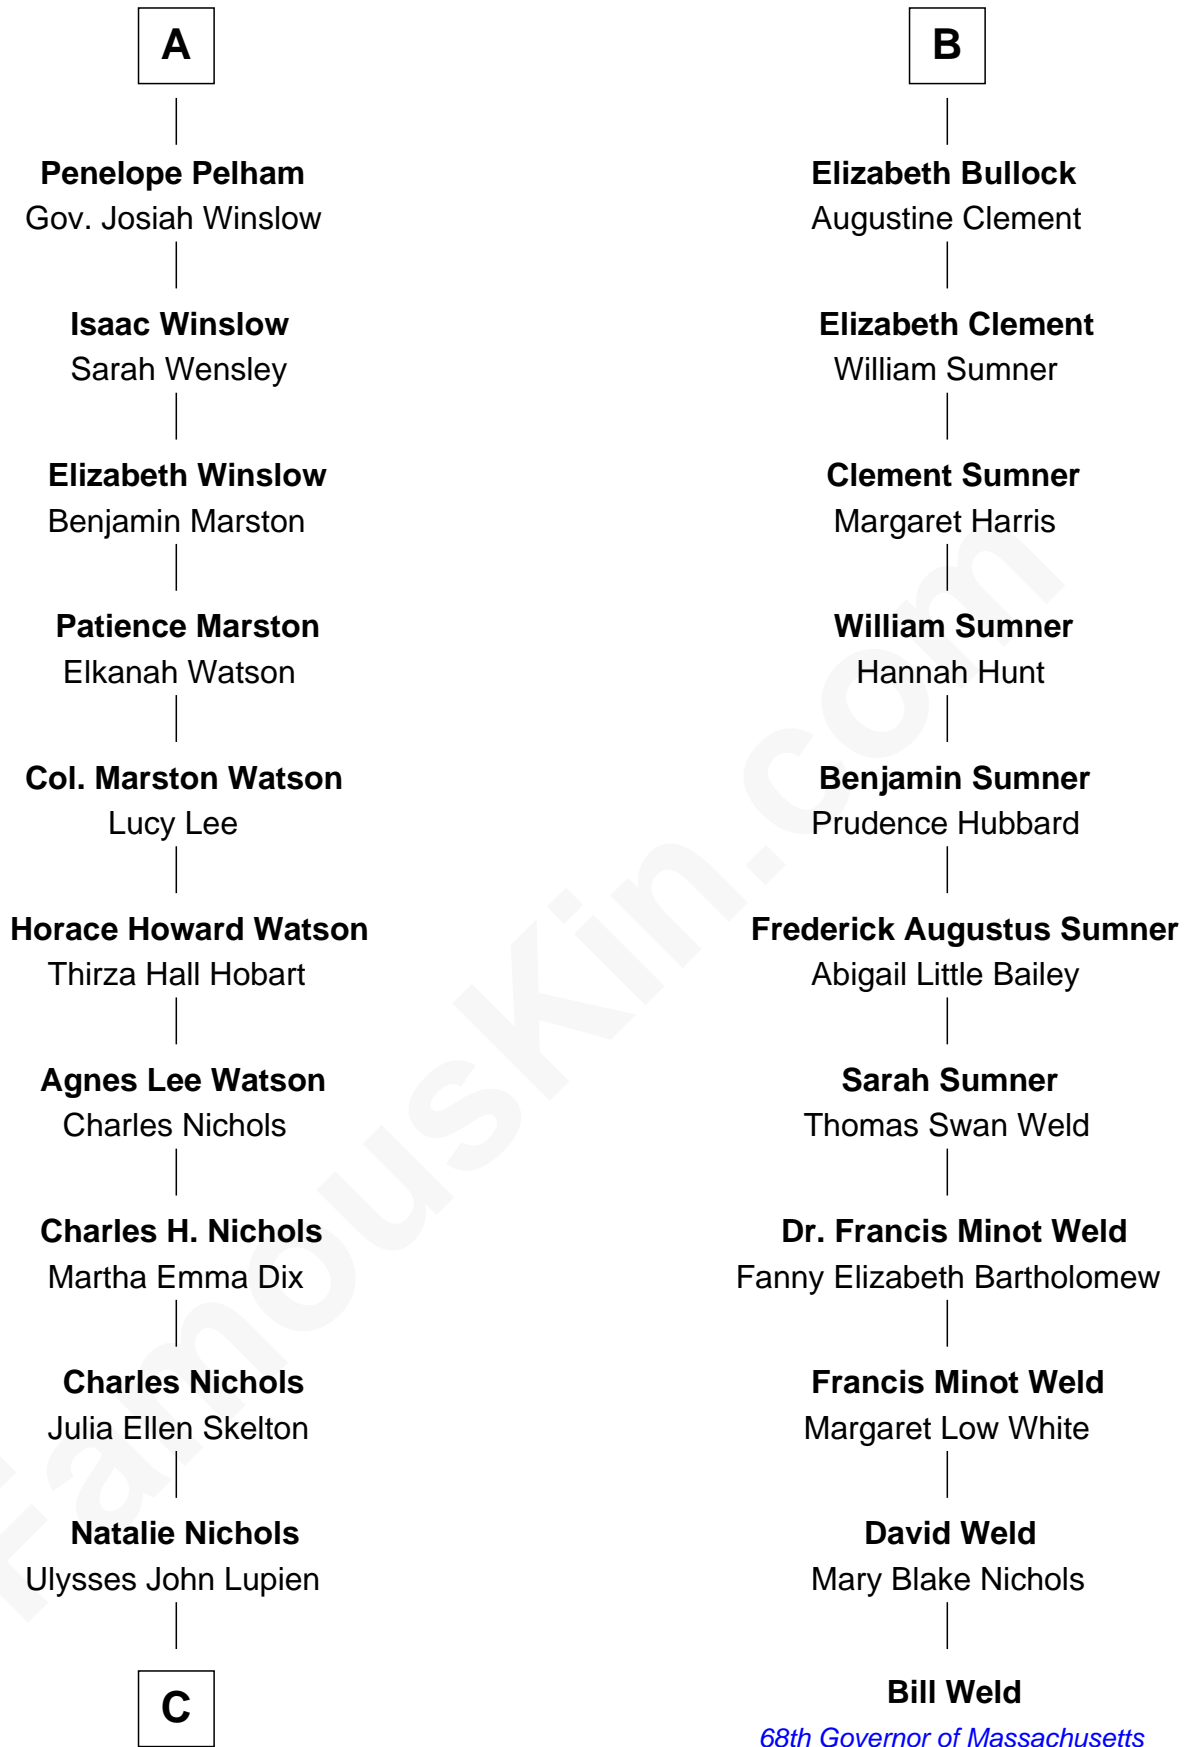 A
Penelope Pelham
Gov. Josiah Winslow
Isaac Winslow
Sarah Wensley
Elizabeth Winslow
Benjamin Marston
Patience Marston
Elkanah Watson
Col. Marston Watson
Lucy Lee
Horace Howard Watson
Thirza Hall Hobart
Agnes Lee Watson
Charles Nichols
Charles H. Nichols
Martha Emma Dix
Charles Nichols
Julia Ellen Skelton
Natalie Nichols
Ulysses John Lupien
C
B
Elizabeth Bullock
Augustine Clement
Elizabeth Clement
William Sumner
Clement Sumner
Margaret Harris
William Sumner
Hannah Hunt
Benjamin Sumner
Prudence Hubbard
Frederick Augustus Sumner
Abigail Little Bailey
Sarah Sumner
Thomas Swan Weld
Dr. Francis Minot Weld
Fanny Elizabeth Bartholomew
Francis Minot Weld
Margaret Low White
David Weld
Mary Blake Nichols
Bill Weld
68th Governor of Massachusetts
FamousKin.com